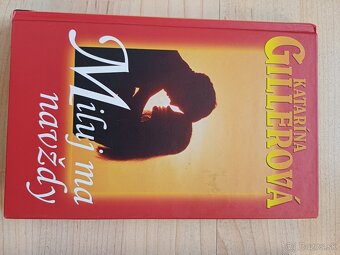 KATARÍNA
GILLEROVÁ
Miluj ma
navždy